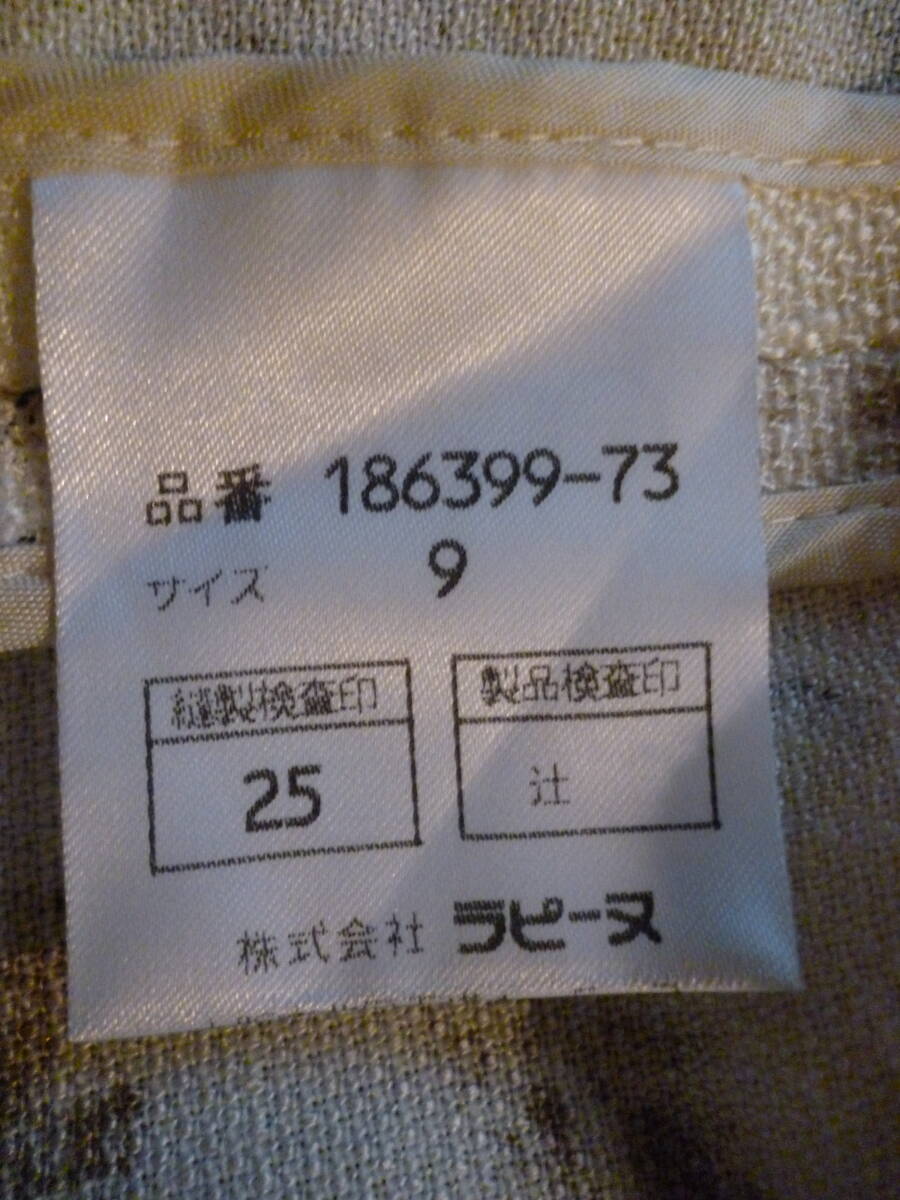 品番 186399-73
サイズ 9
縫製検査印 製品検査印
25 辻
株式会社 ラピーヌ